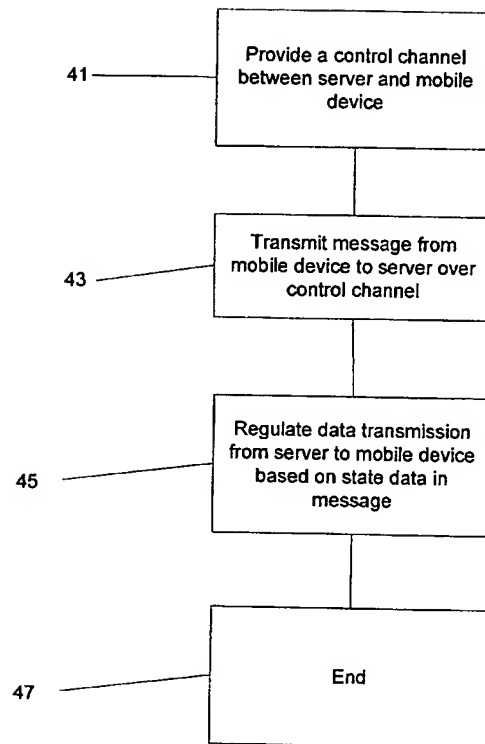 41
Provide a control channel
between server and mobile
device
43
Transmit message from
mobile device to server over
control channel
45
Regulate data transmission
from server to mobile device
based on state data in
message
47
End